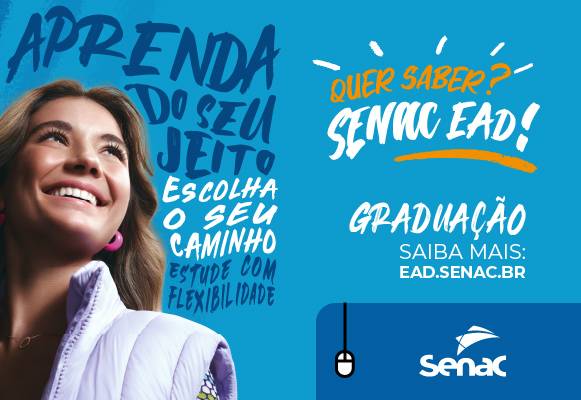 APRENDA
DO SEU
JEITO
ESCOLHA
O SEU
CAMINHO
ESTUDE COM
FLEXIBILIDADE
QUER SABER?
SENAC EAD!
GRADUAÇÃO
SAIBA MAIS:
EAD.SENAC.BR
Senac